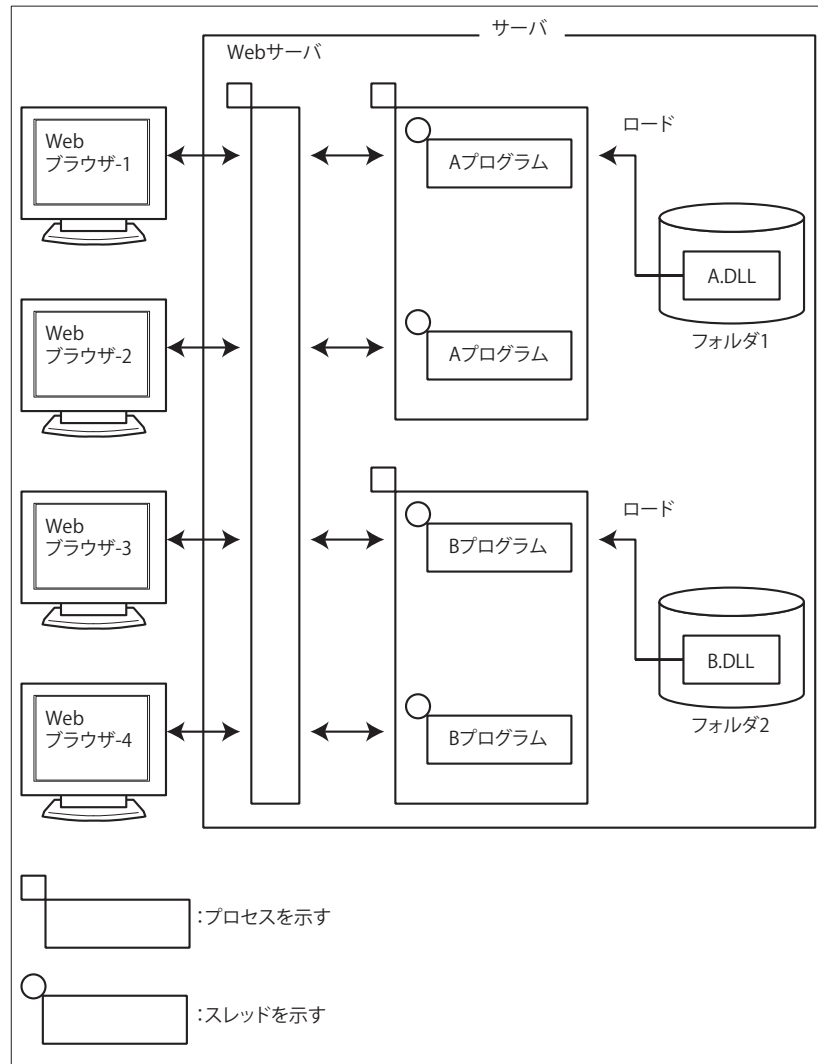 サーバ
Webサーバ
Web
ブラウザ-1
Aプログラム
ロード
A.DLL
フォルダ1
Web
ブラウザ-2
Aプログラム
Web
ブラウザ-3
Bプログラム
ロード
B.DLL
フォルダ2
Web
ブラウザ-4
Bプログラム
:プロセスを示す
:スレッドを示す